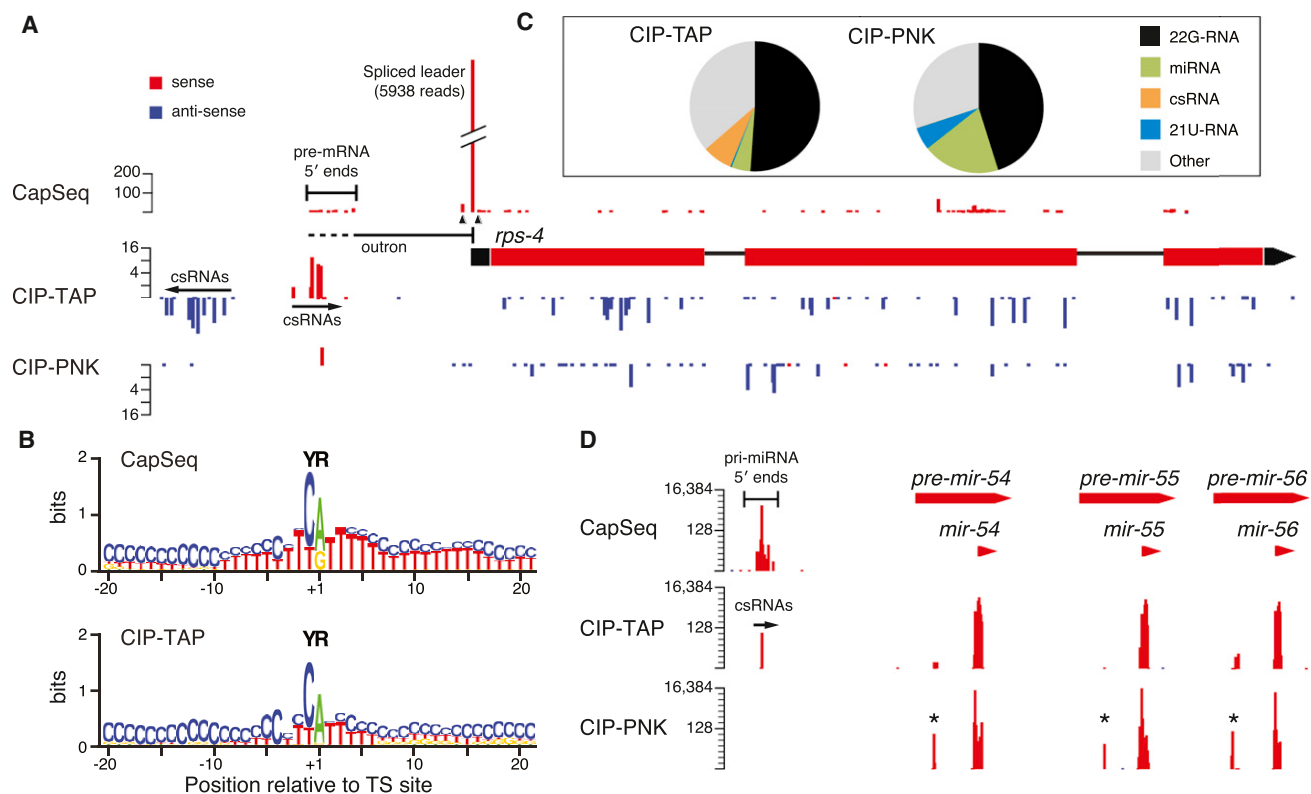 A
sense
anti-sense
Spliced leader
(5938 reads)
pre-mRNA
5′ ends
CapSeq
200
100
outron
rps-4
16
4
CIP-TAP
csRNAs
csRNAs
CIP-PNK
4
16
C
CIP-TAP
CIP-PNK
22G-RNA
miRNA
csRNA
21U-RNA
Other
B
CapSeq
YR
bits
2
1
0
-20
-10
+1
10
20
CIP-TAP
YR
bits
2
1
0
-20
-10
+1
10
20
Position relative to TS site
D
pri-miRNA
5′ ends
16,384
128
CapSeq
pre-mir-54
pre-mir-55
pre-mir-56
mir-54
mir-55
mir-56
16,384
128
CIP-TAP
csRNAs
16,384
128
CIP-PNK
*
*
*